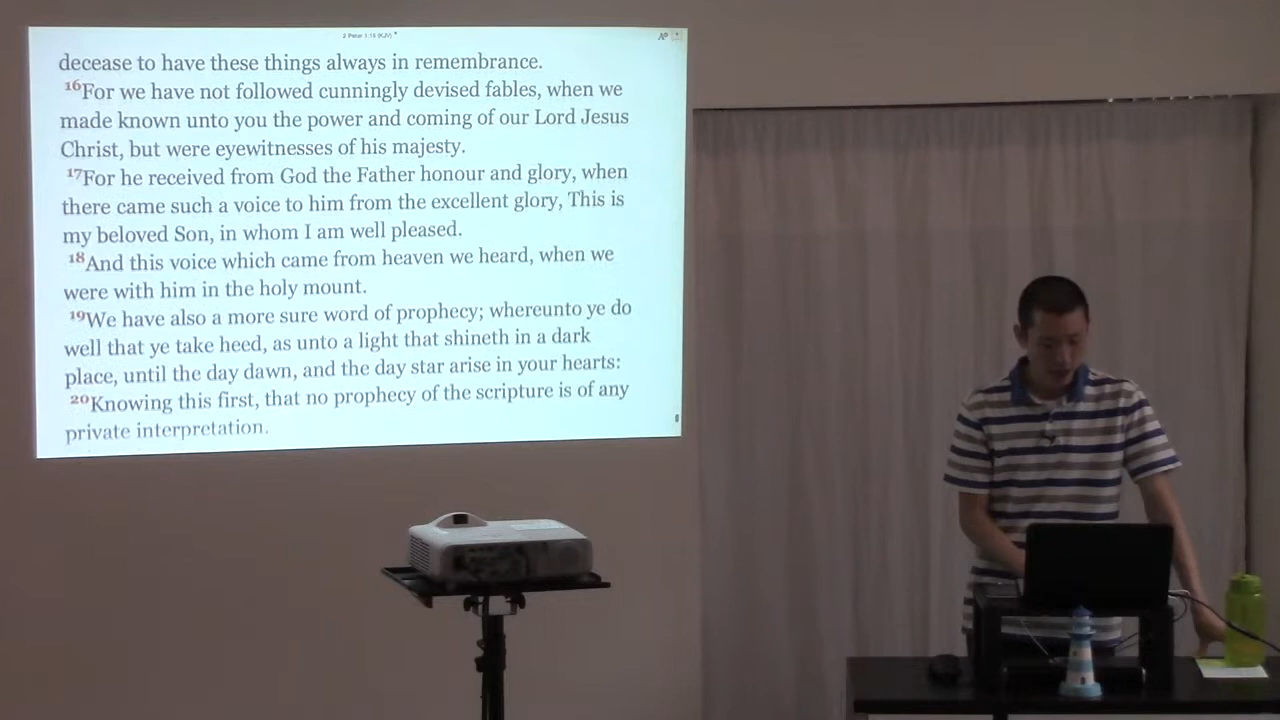 2 Peter 1:15 (KJV)
decease to have these things always in remembrance.
16For we have not followed cunningly devised fables, when we
made known unto you the power and coming of our Lord Jesus
Christ, but were eyewitnesses of his majesty.
17For he received from God the Father honour and glory, when
there came such a voice to him from the excellent glory, This is
my beloved Son, in whom I am well pleased.
18And this voice which came from heaven we heard, when we
were with him in the holy mount.
19We have also a more sure word of prophecy; whereunto ye do
well that ye take heed, as unto a light that shineth in a dark
place, until the day dawn, and the day star arise in your hearts:
20Knowing this first, that no prophecy of the scripture is of any
private interpretation.